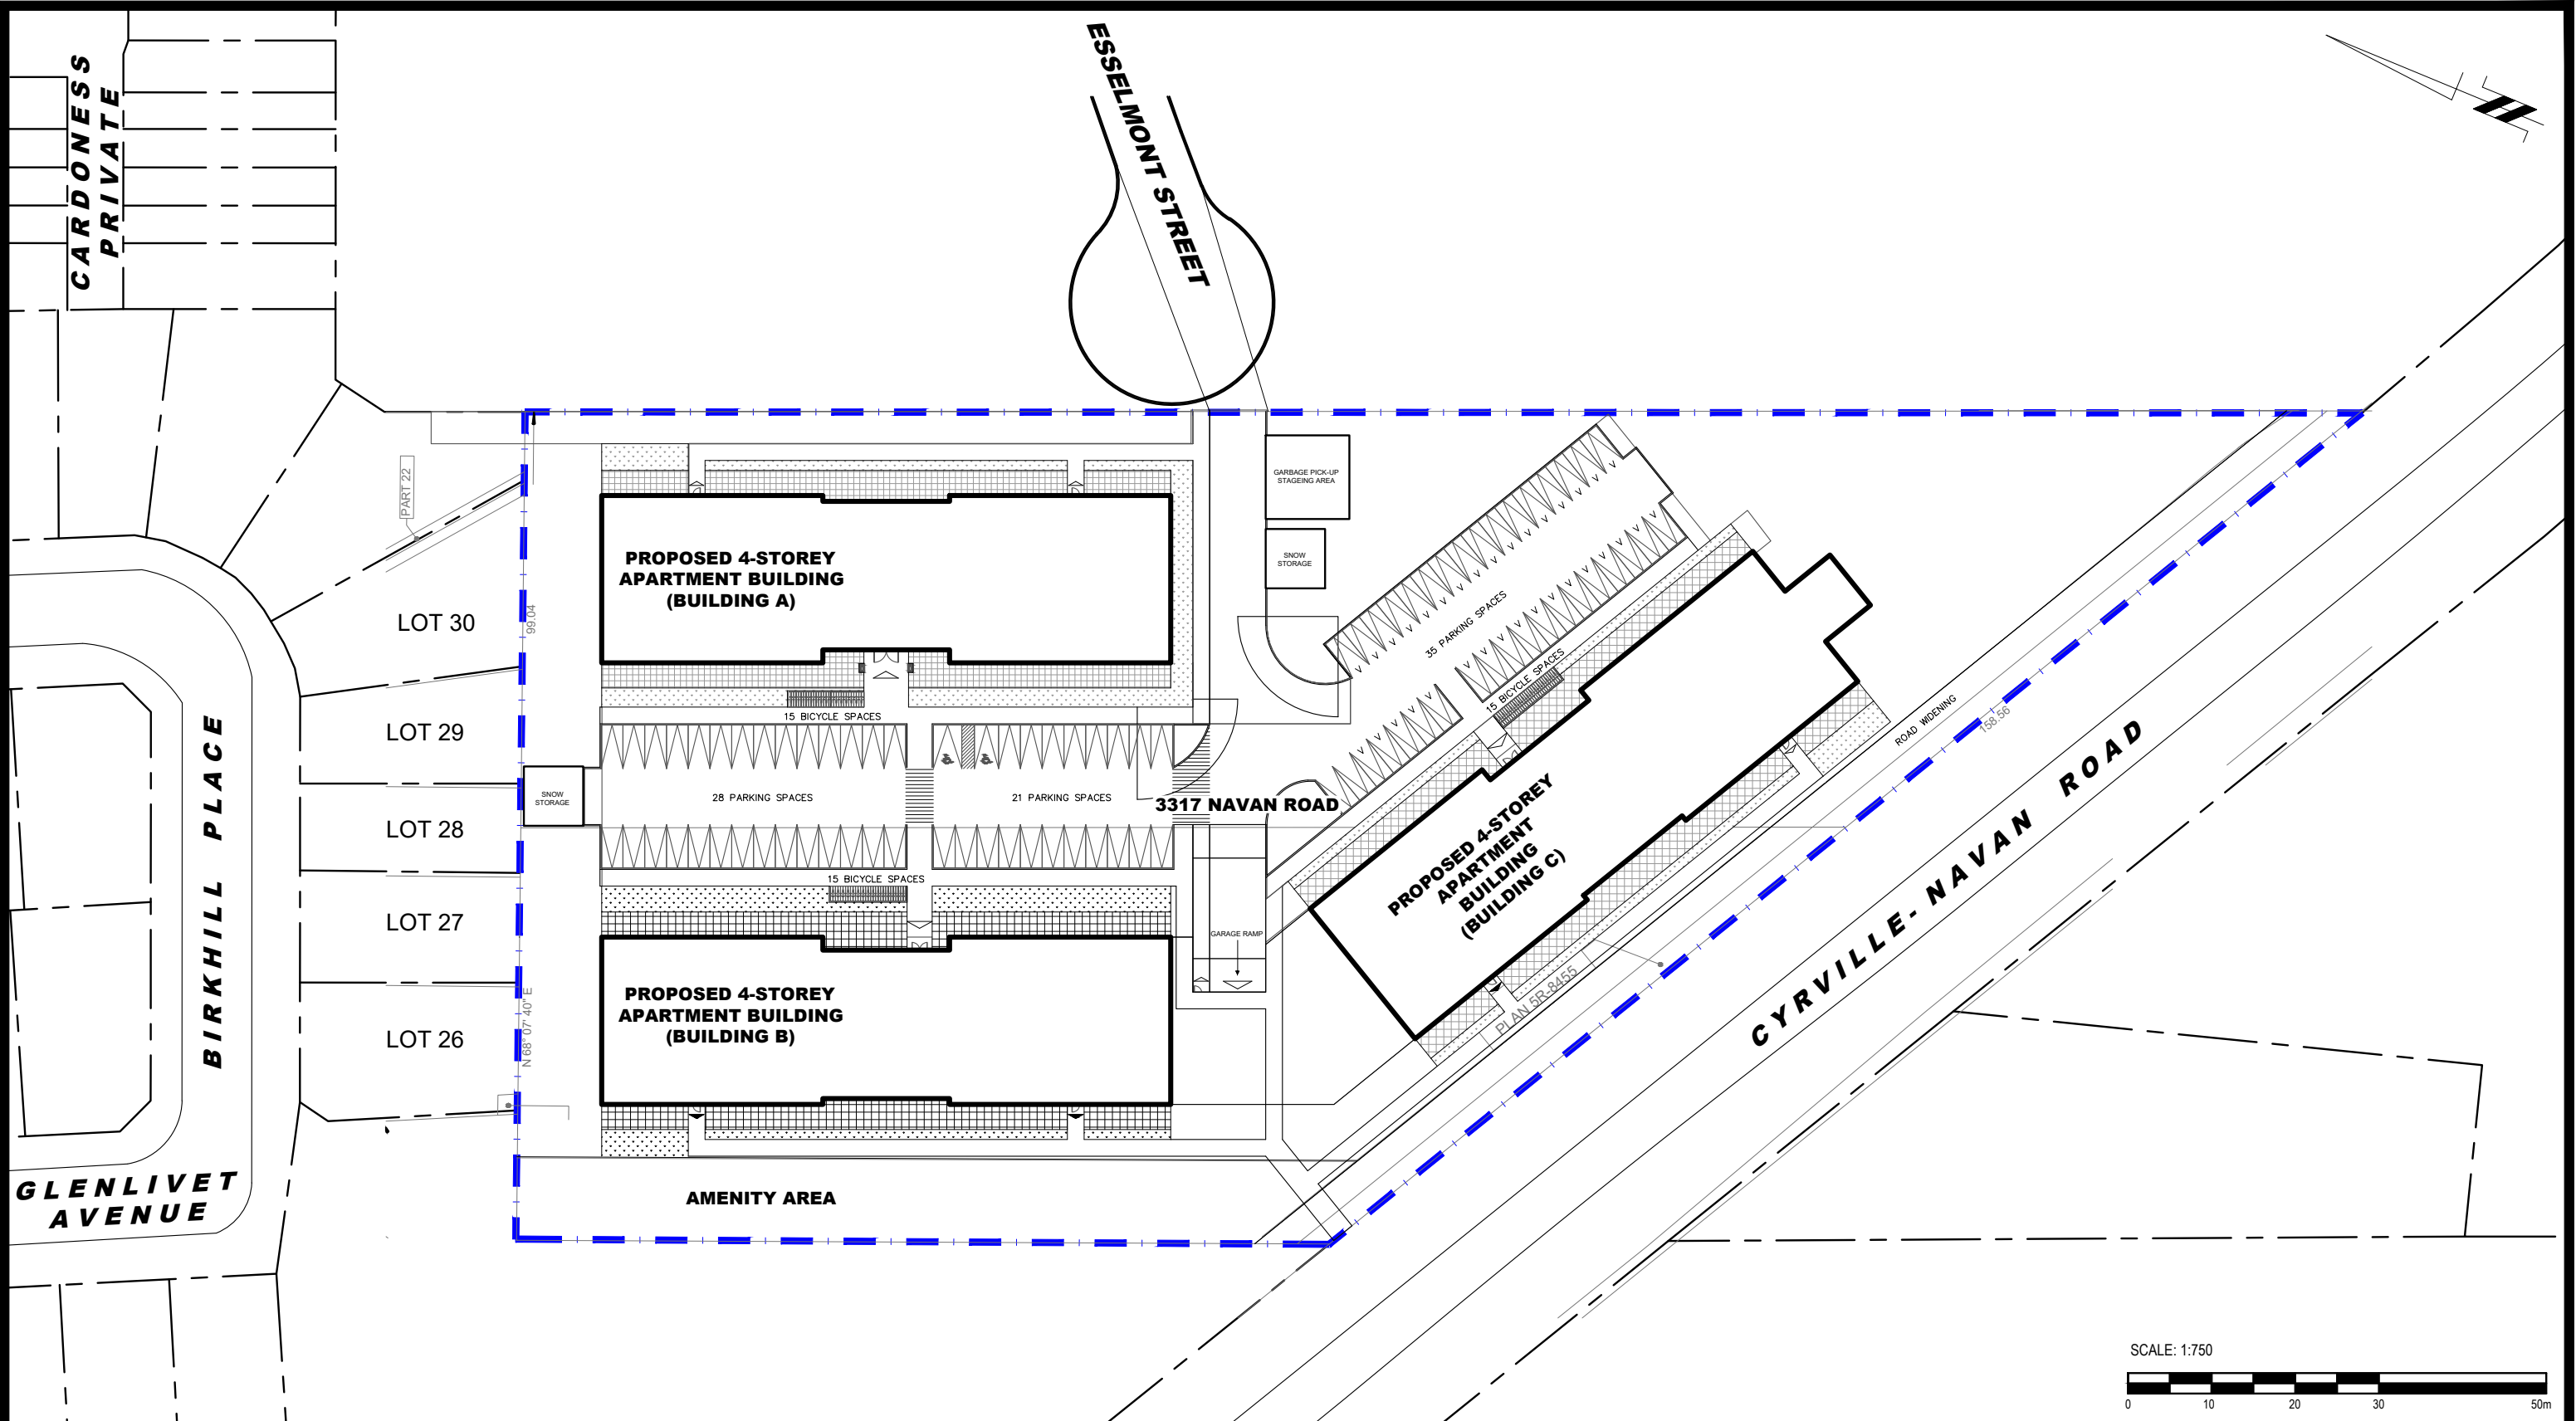 CARDONESS
PRIVATE
ESSELMONT STREET
PART 22
GARBAGE PICK-UP
STAGEING AREA
SNOW
STORAGE
PROPOSED 4-STOREY
APARTMENT BUILDING
(BUILDING A)
99.04
LOT 30
LOT 29
LOT 28
LOT 27
LOT 26
BIRKHILL PLACE
GLENLIVET
AVENUE
35 PARKING SPACES
15 BICYCLE SPACES
15 BICYCLE SPACES
SNOW
STORAGE
28 PARKING SPACES
21 PARKING SPACES
3317 NAVAN ROAD
15 BICYCLE SPACES
GARAGE RAMP
PROPOSED 4-STOREY
APARTMENT
BUILDING
(BUILDING C)
ROAD WIDENING
158.56
PLAN 5R-8455
CYRVILLE- NAVAN ROAD
N 68° 07' 40" E
PROPOSED 4-STOREY
APARTMENT BUILDING
(BUILDING B)
AMENITY AREA
SCALE: 1:750
0 10 20 30 50m